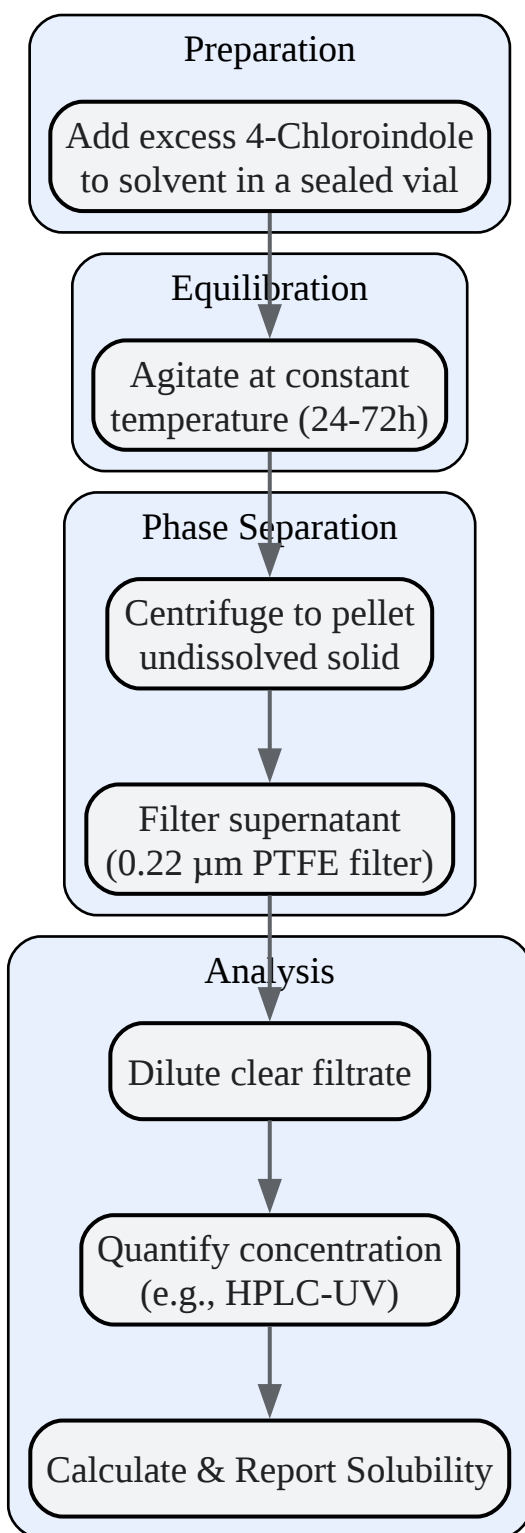 Preparation
Add excess 4-Chloroindole
to solvent in a sealed vial
Equilibration
Agitate at constant
temperature (24-72h)
Phase Separation
Centrifuge to pellet
undissolved solid
Filter supernatant
(0.22 µm PTFE filter)
Analysis
Dilute clear filtrate
Quantify concentration
(e.g., HPLC-UV)
Calculate & Report Solubility